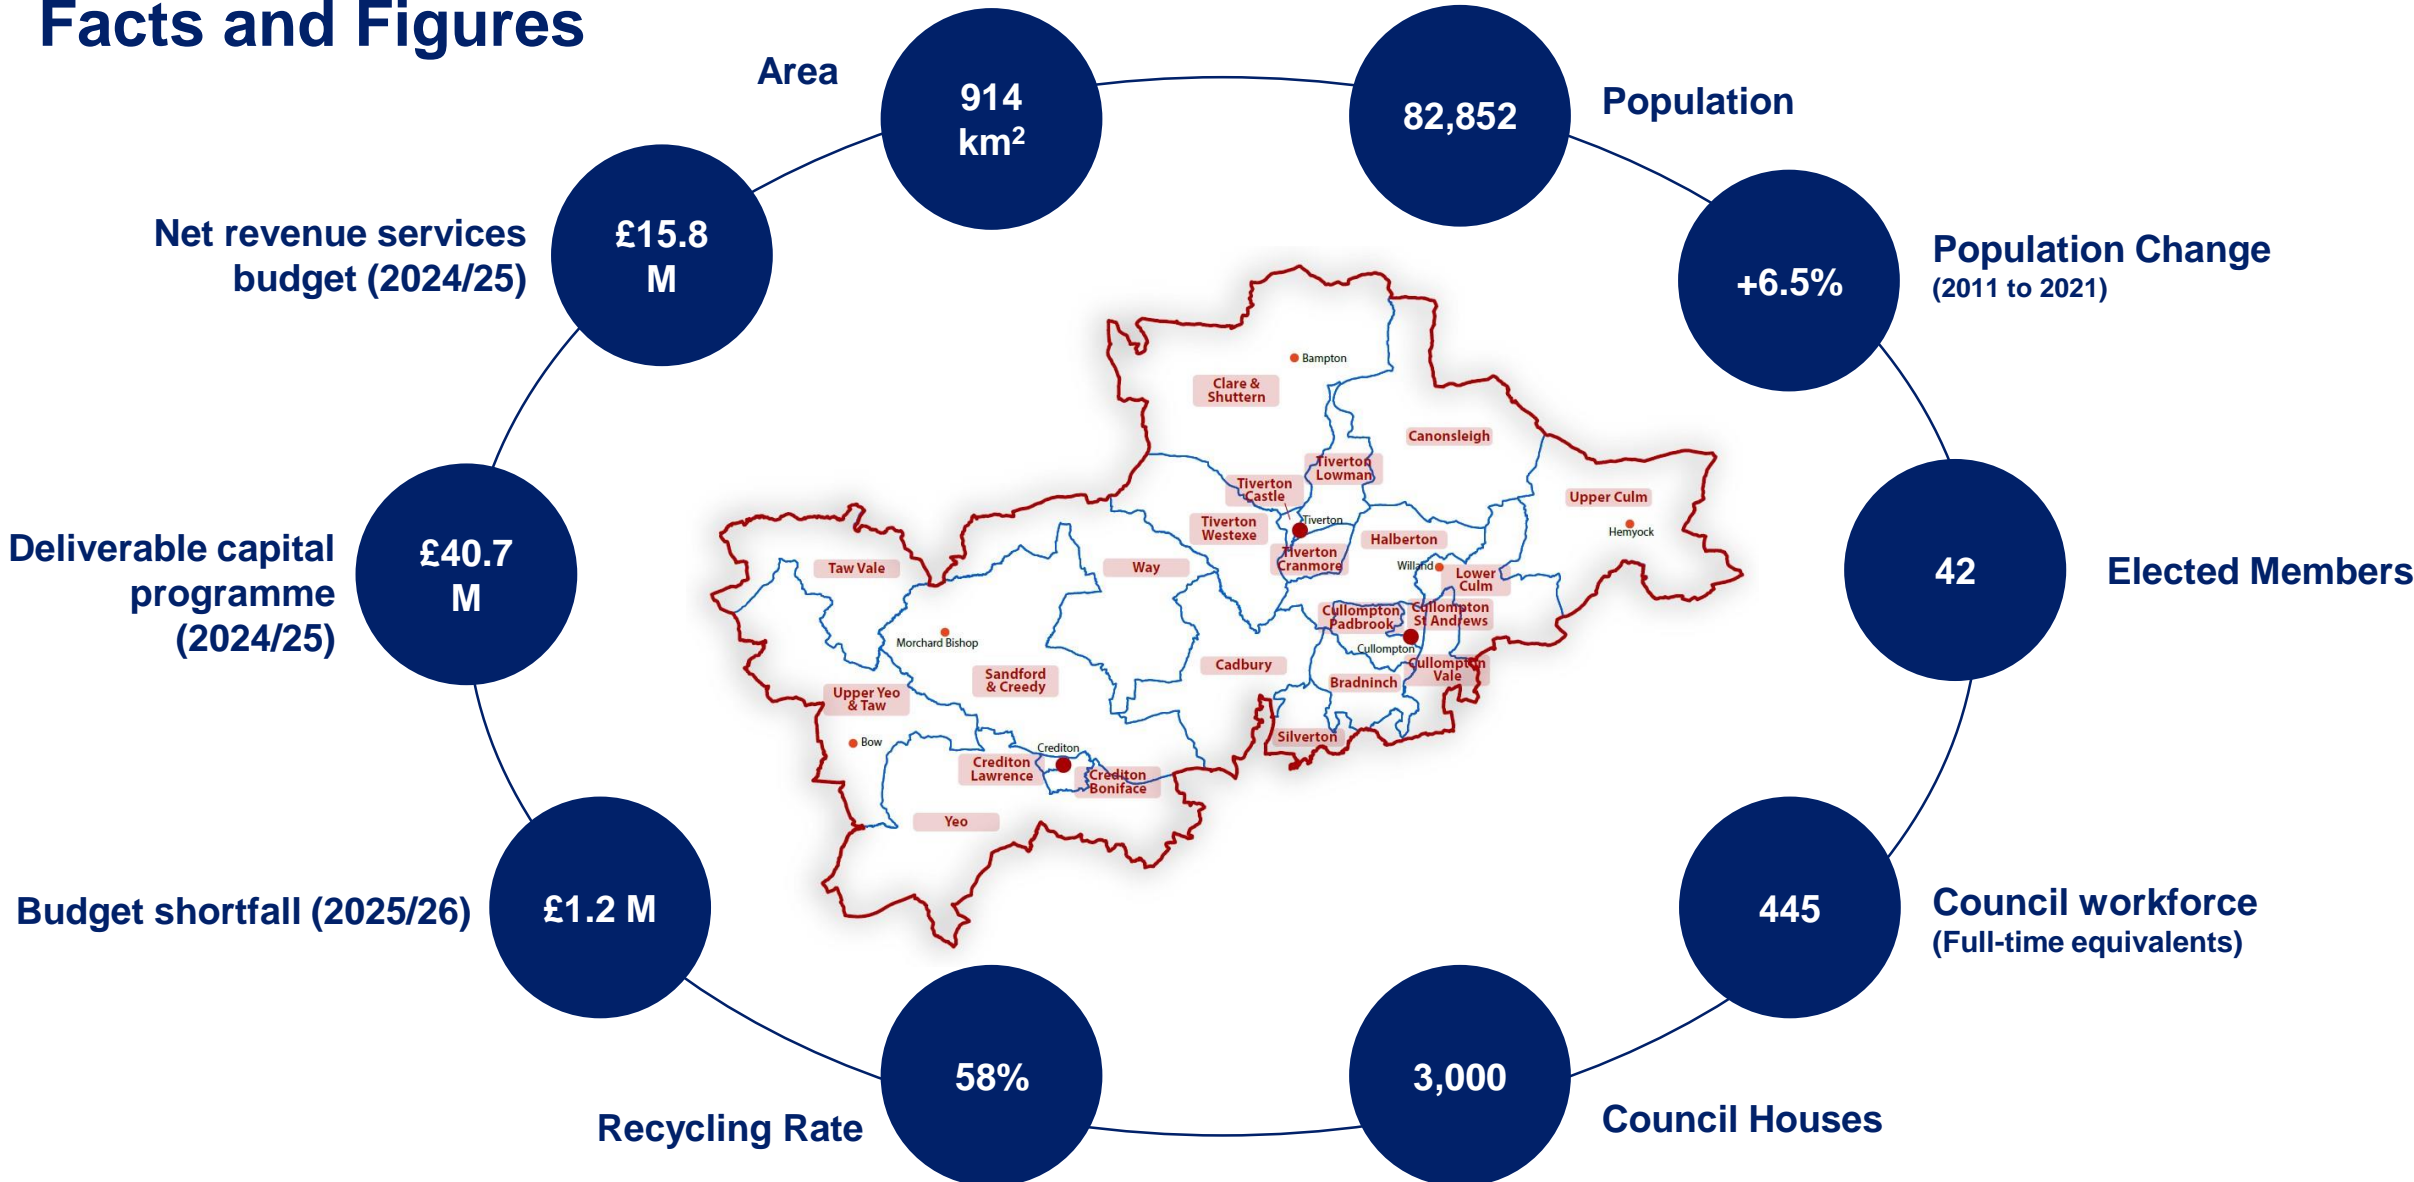 Facts and Figures
Area
914
km²
82,852
Population
Net revenue services
budget (2024/25)
£15.8
M
+6.5%
Population Change
(2011 to 2021)
Deliverable capital
programme
(2024/25)
£40.7
M
42
Elected Members
Budget shortfall (2025/26)
£1.2 M
445
Council workforce
(Full-time equivalents)
Recycling Rate
58%
3,000
Council Houses
Bampton
Clare &
Shuttern
Canonsleigh
Tiverton
Lowman
Tiverton
Castle
Upper Culm
Hemyock
Tiverton
Westexe
Tiverton
Halberton
Tiverton
Cranmore
Willand
Lower
Culm
Taw Vale
Way
Cullompton
Padbrook
Cullompton
St Andrews
Cullompton
Morchard Bishop
Cadbury
Cullompton
Vale
Sandford
& Creedy
Bradninch
Upper Yeo
& Taw
Silverton
Bow
Crediton
Crediton
Lawrence
Crediton
Boniface
Yeo